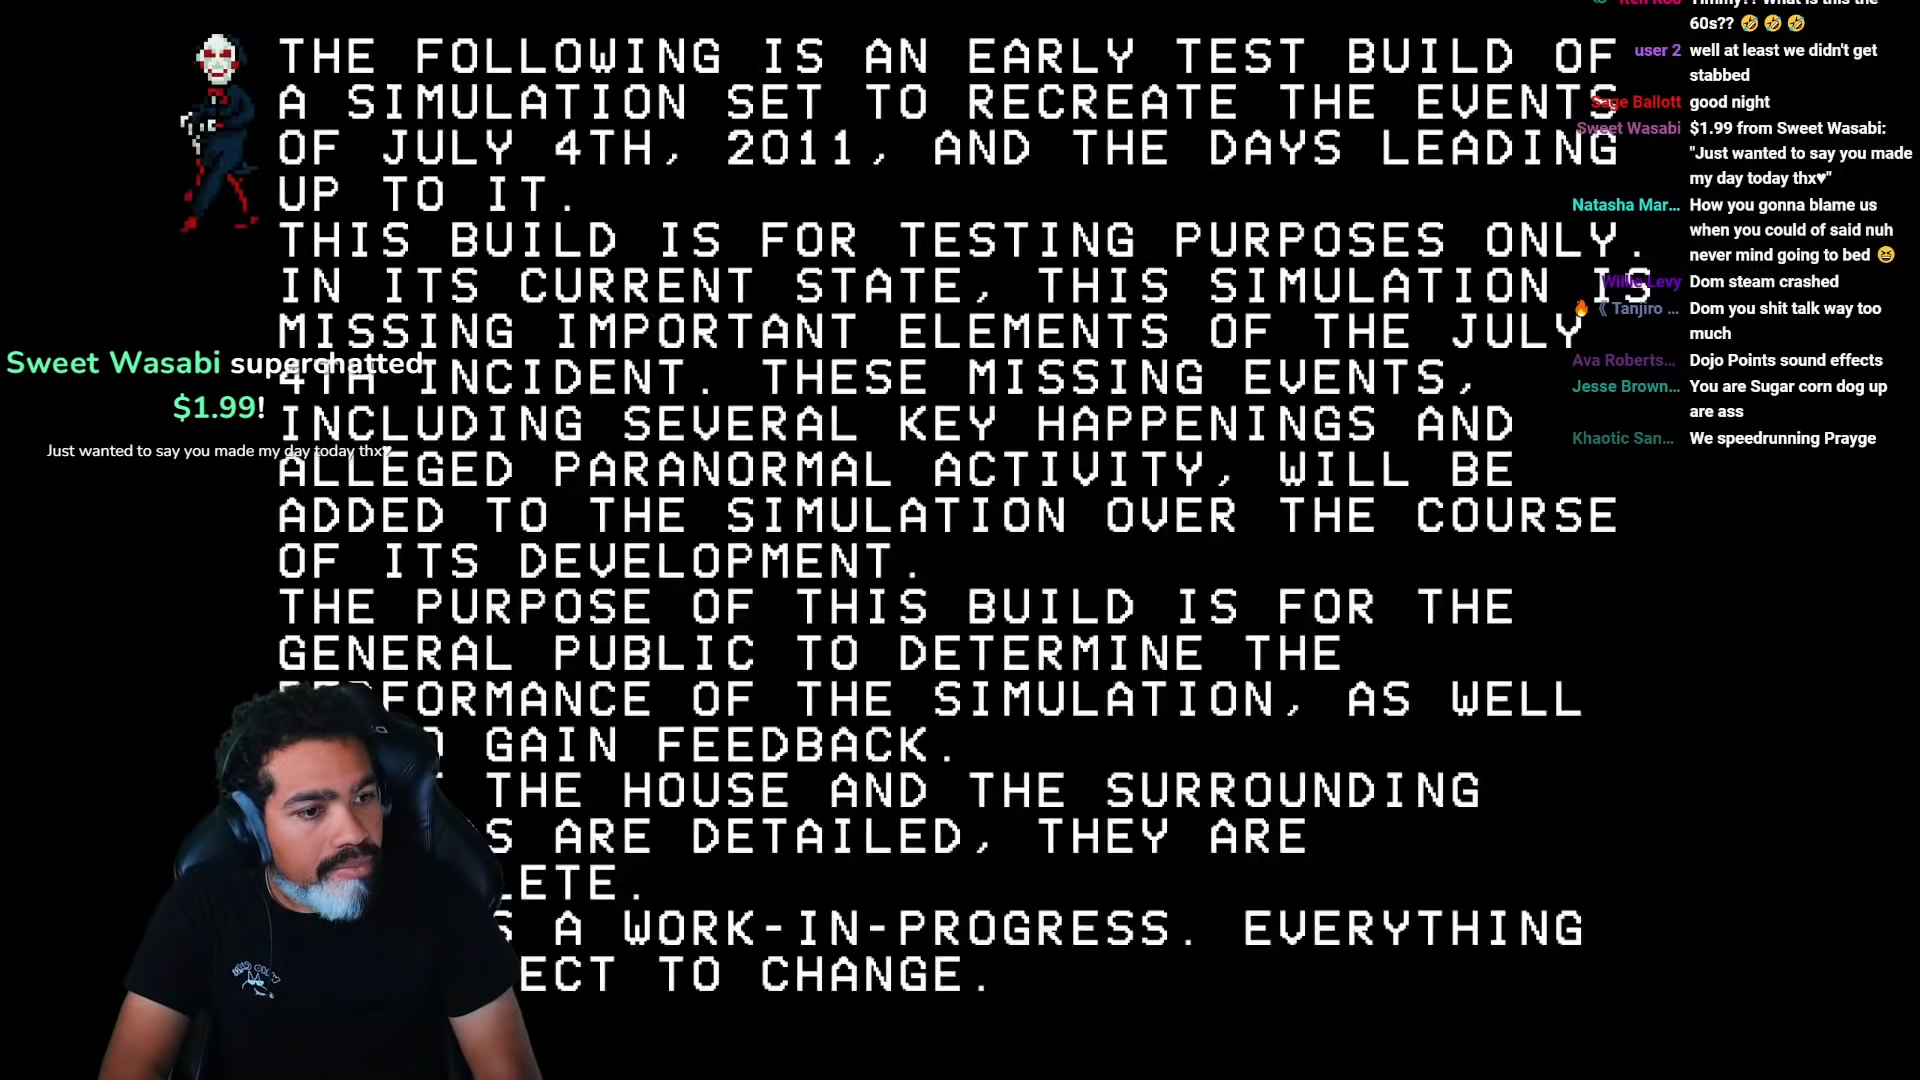 THE FOLLOWING IS AN EARLY TEST BUILD OF
A SIMULATION SET TO RECREATE THE EVENTS
OF JULY 4TH, 2011, AND THE DAYS LEADING
UP TO IT.
THIS BUILD IS FOR TESTING PURPOSES ONLY.
IN ITS CURRENT STATE, THIS SIMULATION IS
MISSING IMPORTANT ELEMENTS OF THE JULY
4TH INCIDENT. THESE MISSING EVENTS,
INCLUDING SEVERAL KEY HAPPENINGS AND
ALLEGED PARANORMAL ACTIVITY, WILL BE
ADDED TO THE SIMULATION OVER THE COURSE
OF ITS DEVELOPMENT.
THE PURPOSE OF THIS BUILD IS FOR THE
GENERAL PUBLIC TO DETERMINE THE
FORMANCE OF THE SIMULATION, AS WELL
GAIN FEEDBACK.
THE HOUSE AND THE SURROUNDING
S ARE DETAILED, THEY ARE
LETE.
S A WORK-IN-PROGRESS. EVERYTHING
ECT TO CHANGE.
Sweet Wasabi superchatted
$1.99!
Just wanted to say you made my day today thx♥
60s?? 🤣 🤣 🤣
user 2 well at least we didn't get
stabbed
Sage Ballott good night
Sweet Wasabi $1.99 from Sweet Wasabi:
"Just wanted to say you made
my day today thx♥"
Natasha Mar... How you gonna blame us
when you could of said nuh
never mind going to bed 😆
Willie Levy Dom steam crashed
🔥《 Tanjiro ... Dom you shit talk way too
much
Ava Roberts... Dojo Points sound effects
Jesse Brown... You are Sugar corn dog up
are ass
Khaotic San... We speedrunning Prayge